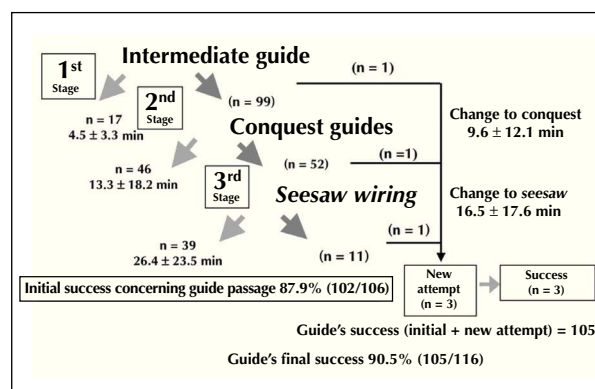 Intermediate guide
1st
Stage
(n = 1)
2nd
Stage
(n = 99)
n = 17
4.5 ± 3.3 min
Change to conquest
9.6 ± 12.1 min
Conquest guides
(n =1)
n = 46
13.3 ± 18.2 min
3rd
Stage
(n = 52)
Seesaw wiring
Change to seesaw
16.5 ± 17.6 min
(n = 1)
n = 39
26.4 ± 23.5 min
(n = 11)
New
attempt
(n = 3)
Success
(n = 3)
Initial success concerning guide passage 87.9% (102/106)
Guide's success (initial + new attempt) = 105
Guide's final success 90.5% (105/116)